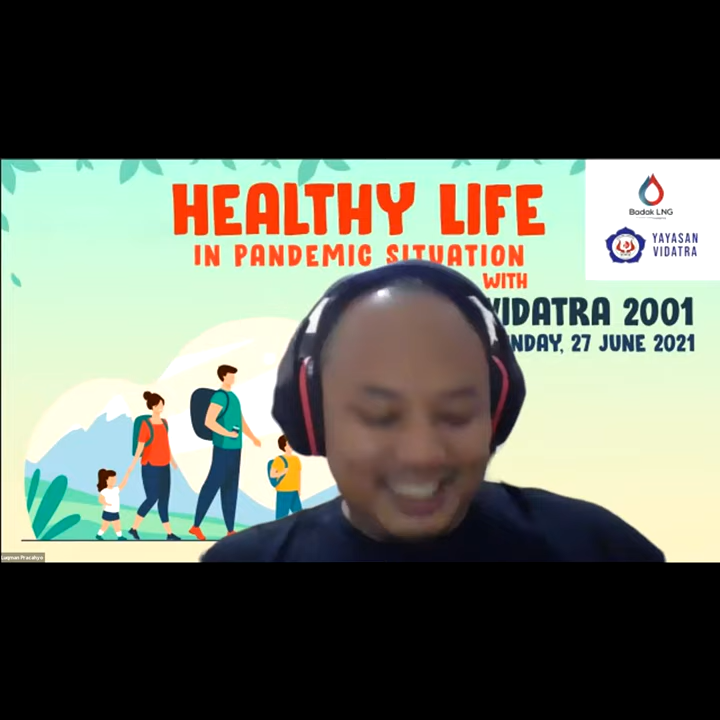 HEALTHY LIFE
IN PANDEMIC SITUATION
WITH
VIDATRA 2001
NDAY, 27 JUNE 2021
Badak LNG
YAYASAN
VIDATRA